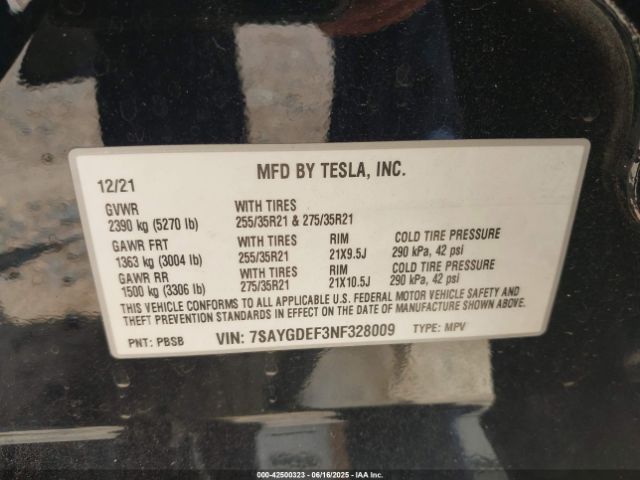 MFD BY TESLA, INC.
12/21
GVWR WITH TIRES
2390 kg (5270 lb) 255/35R21 & 275/35R21
GAWR FRT WITH TIRES RIM COLD TIRE PRESSURE
1363 kg (3004 lb) 255/35R21 21X9.5J 290 kPa, 42 psi
GAWR RR WITH TIRES RIM COLD TIRE PRESSURE
1500 kg (3306 lb) 275/35R21 21X10.5J 290 kPa, 42 psi
THIS VEHICLE CONFORMS TO ALL APPLICABLE U.S. FEDERAL MOTOR VEHICLE SAFETY AND
THEFT PREVENTION STANDARDS IN EFFECT ON THE DATE OF MANUFACTURE SHOWN ABOVE.
PNT: PBSB VIN: 7SAYGDEF3NF328009 TYPE: MPV
000-42500323 - 06/16/2025 - IAA Inc.